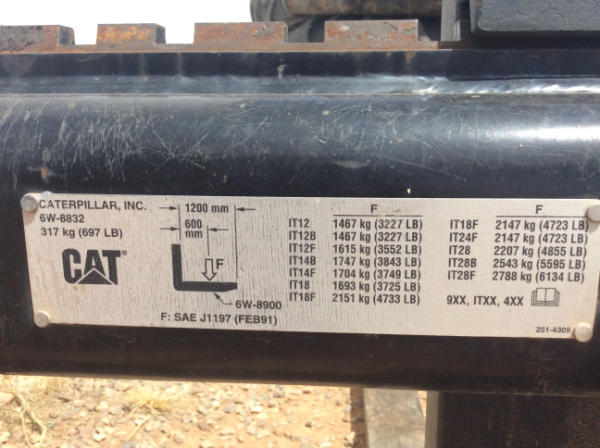 CATERPILLAR, INC.
6W-8832
317 kg (697 LB)
CAT
1200 mm
600
mm
F
6W-8900
F: SAE J1197 (FEB91)
F
IT12 1467 kg (3227 LB)
IT12B 1467 kg (3227 LB)
IT12F 1615 kg (3552 LB)
IT14B 1747 kg (3843 LB)
IT14F 1704 kg (3749 LB)
IT18 1693 kg (3725 LB)
IT18F 2151 kg (4733 LB)
F
IT18F 2147 kg (4723 LB)
IT24F 2147 kg (4723 LB)
IT28 2207 kg (4855 LB)
IT28B 2543 kg (5595 LB)
IT28F 2788 kg (6134 LB)
9XX, ITXX, 4XX
251-4309